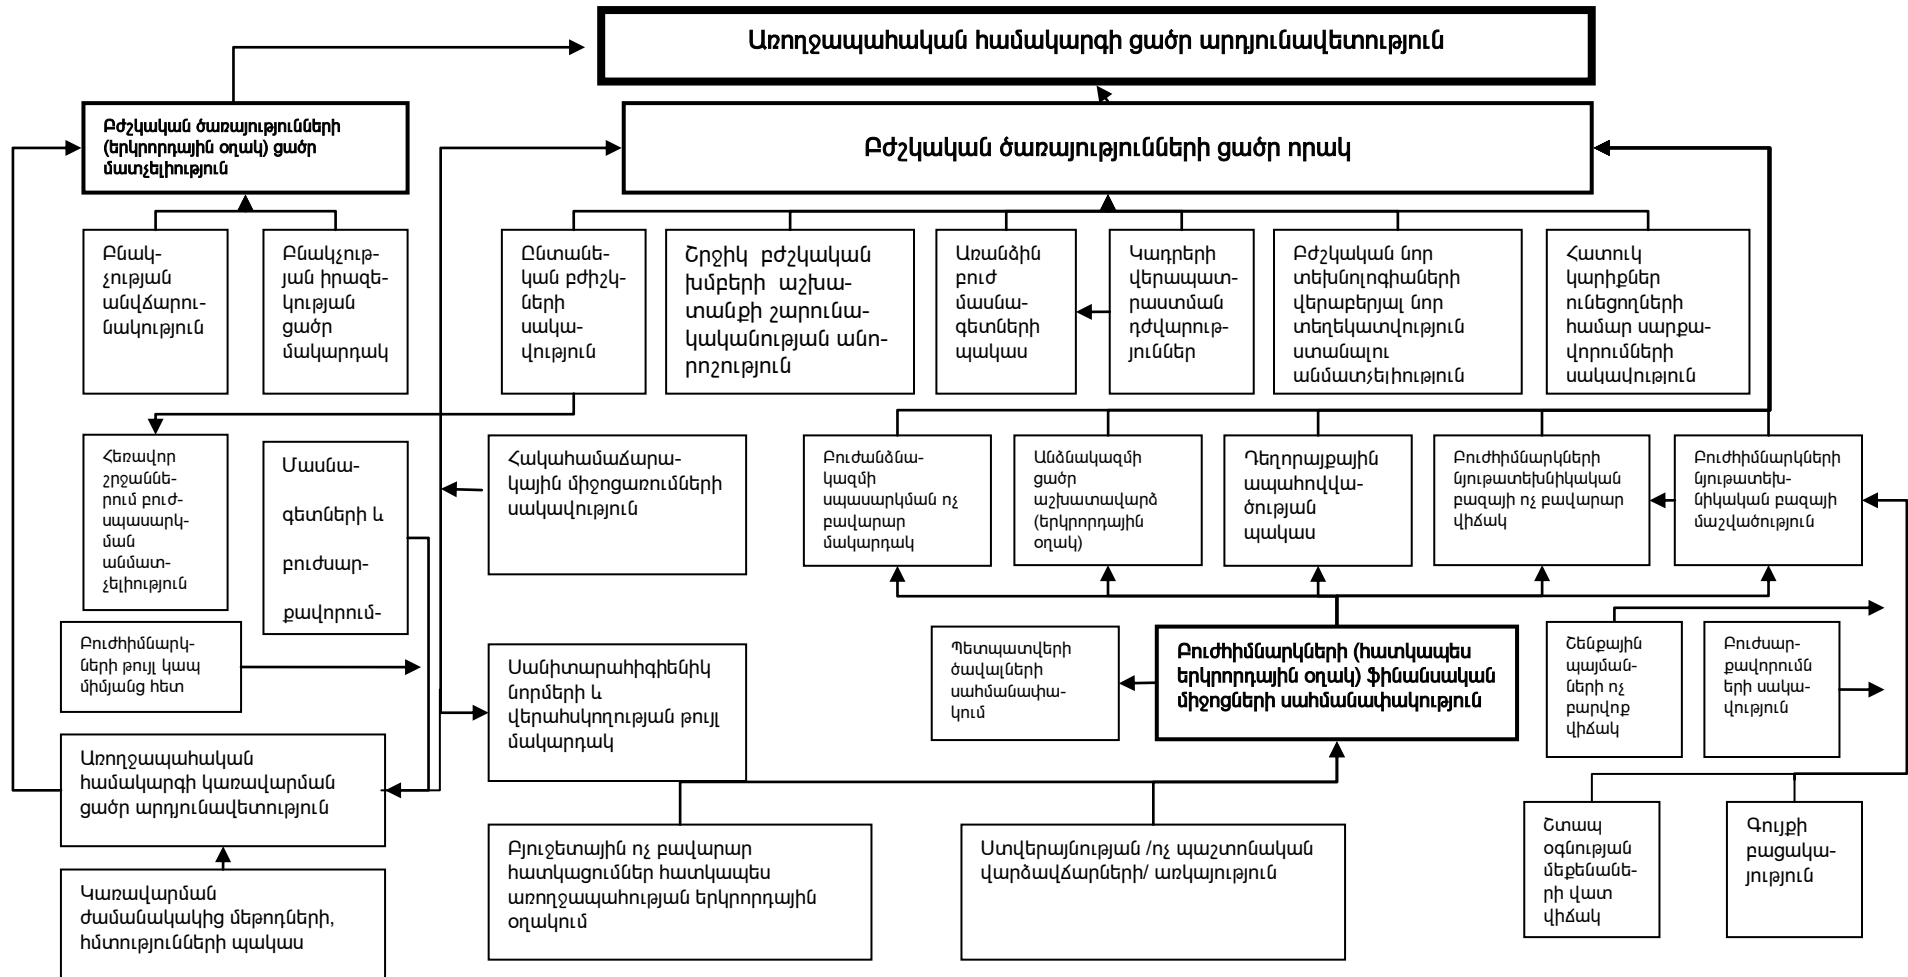 Առողջապահական համակարգի ցածր արդյունավետություն
Բժշկական ծառայությունների
(երկրորդային օղակ) ցածր
մատչելիություն
Բժշկական ծառայությունների ցածր որակ
Բնակ-
չության
անվճարու-
նակություն
Բնակչութ-
յան իրազե-
կության
ցածր
մակարդակ
Ընտանե-
կան բժիշկ-
ների
սակա-
վություն
Շրջիկ բժշկական
խմբերի աշխա-
տանքի շարունա-
կականության անո-
րոշություն
Առանձին
բուժ
մասնա-
գետների
պակաս
Կադրերի
վերապատ-
րաստման
դժվարութ-
յուններ
Բժշկական նոր
տեխնոլոգիաների
վերաբերյալ նոր
տեղեկատվություն
ստանալու
անմատչելիություն
Հատուկ
կարիքներ
ունեցողների
համար սարքա-
վորումների
սակավություն
Հեռավոր
շրջաննե-
րում բուժ-
սպասարկ-
ման
անմատ-
չելիություն
Մասնա-
գետների և
բուժսար-
քավորում-
Հակահամաճարա-
կային միջոցառումների
սակավություն
Բուժանձնա-
կազմի
սպասարկման ոչ
բավարար
մակարդակ
Անձնակազմի
ցածր
աշխատավարձ
(երկրորդային
օղակ)
Դեղորայքային
ապահովվա-
ծության
պակաս
Բուժհիմնարկների
նյութատեխնիկական
բազայի ոչ բավարար
վիճակ
Բուժհիմնարկների
նյութատեխ-
նիկական բազայի
մաշվածություն
Բուժհիմնարկ-
ների թույլ կապ
միմյանց հետ
Սանիտարահիգիենիկ
նորմերի և
վերահսկողության թույլ
մակարդակ
Պետպատվերի
ծավալների
սահմանափա-
կում
Բուժհիմնարկների (հատկապես
երկրորդային օղակ) ֆինանսական
միջոցների սահմանափակություն
Շենքային
պայման-
ների ոչ
բարվոք
վիճակ
Բուժսար-
քավորումն
երի սակա-
վություն
Առողջապահական
համակարգի կառավարման
ցածր արդյունավետություն
Կառավարման
ժամանակակից մեթոդների,
հմտությունների պակաս
Բյուջետային ոչ բավարար
հատկացումներ հատկապես
առողջապահության երկրորդային
օղակում
Ստվերայնության /ոչ պաշտոնական
վարձավճարների/ առկայություն
Շտապ
օգնության
մեքենանե-
րի վատ
վիճակ
Գույքի
բացակա-
յություն